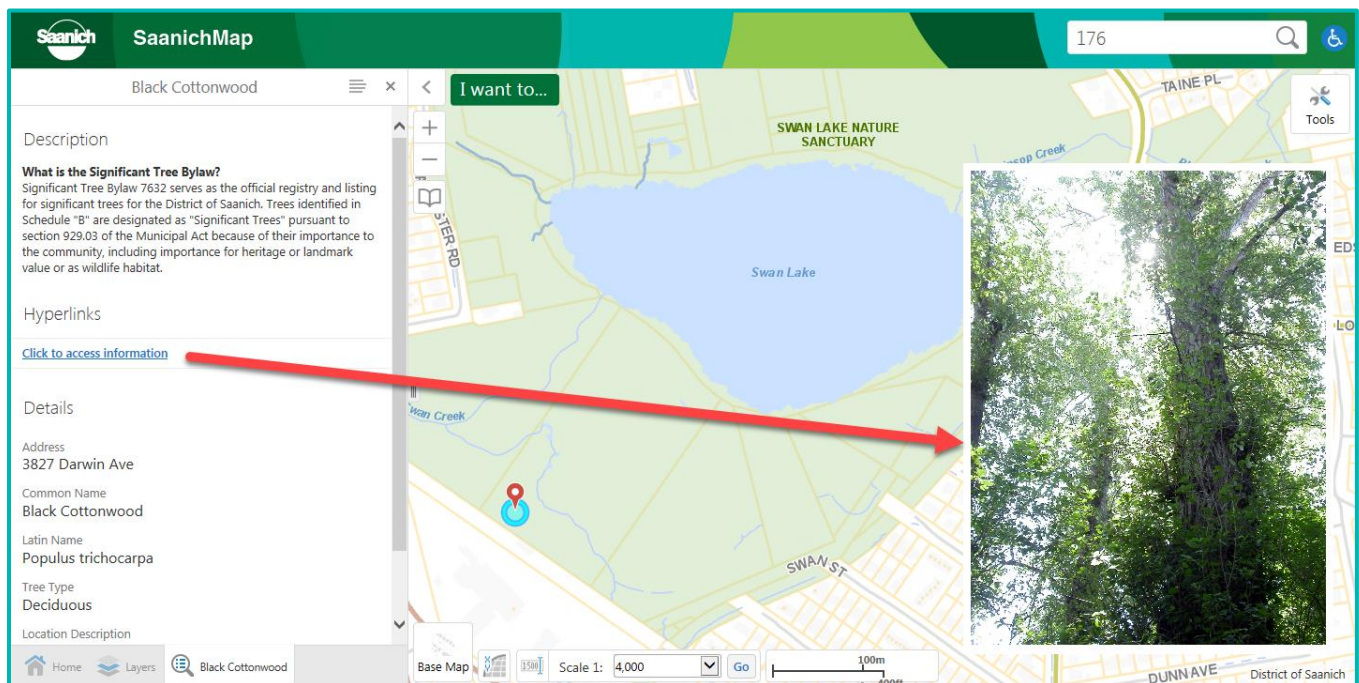 Saanich
SaanichMap
176
Black Cottonwood
I want to...
Tools
Description
What is the Significant Tree Bylaw?
Significant Tree Bylaw 7632 serves as the official registry and listing
for significant trees for the District of Saanich. Trees identified in
Schedule "B" are designated as "Significant Trees" pursuant to
section 929.03 of the Municipal Act because of their importance to
the community, including importance for heritage or landmark
value or as wildlife habitat.
Hyperlinks
Click to access information
Details
Address
3827 Darwin Ave
Common Name
Black Cottonwood
Latin Name
Populus trichocarpa
Tree Type
Deciduous
Location Description
Home
Layers
Black Cottonwood
TAINE PL
SWAN LAKE NATURE
SANCTUARY
Creek
Swan Lake
Swan Creek
SWAN ST
DUNN AVE
Base Map
1:500
Scale 1:
4,000
Go
100m
400ft
District of Saanich